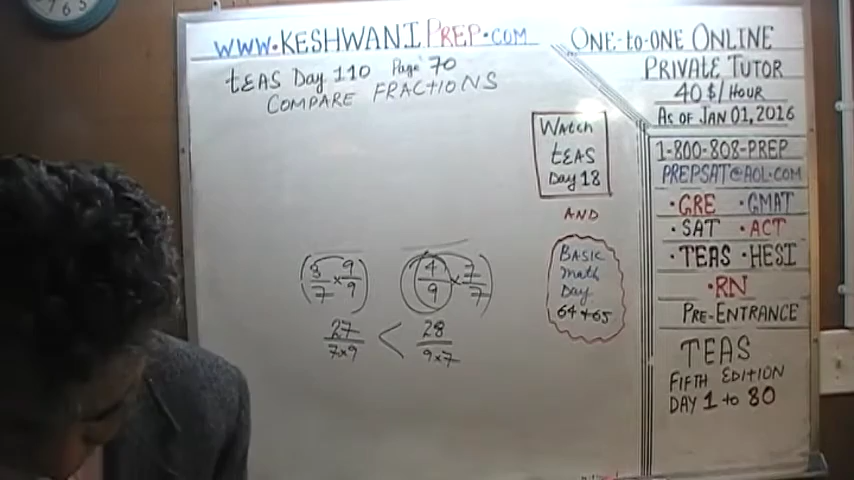 7 6 5
WWW.KESHWANIPREP.COM
tEAS Day 110 Page 70
COMPARE FRACTIONS
Watch
tEAS
Day 18
AND
BASIC
math
Day
64+65
(3/7 × 9/9) (4/9 × 7/7)
27/7×9 < 28/9×7
ONE-to-ONE ONLINE
PRIVATE TUTOR
40$/HOUR
AS OF JAN 01, 2016
1-800-808-PREP
PREPSAT@AOL.COM
•GRE •GMAT
•SAT •ACT
•TEAS •HESI
•RN
PRE-ENTRANCE
TEAS
FIFTH EDITION
DAY 1 to 80